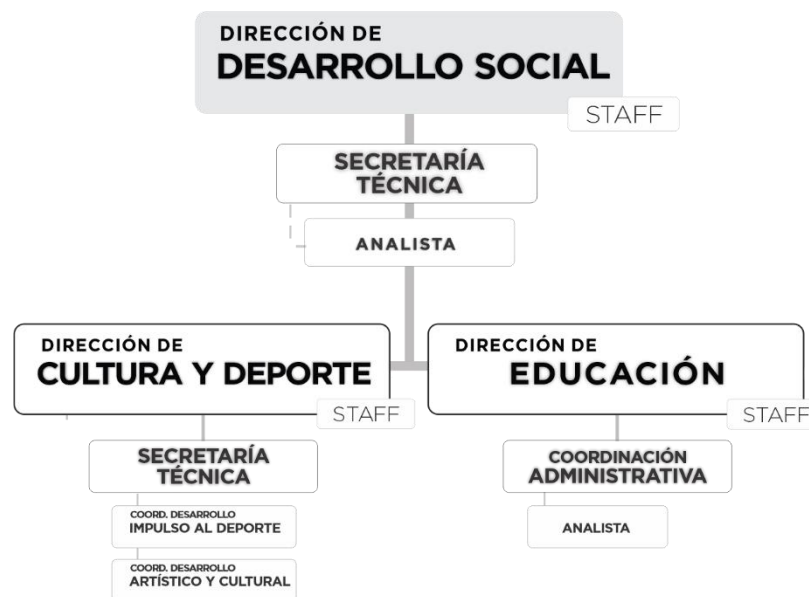 DIRECCIÓN DE
DESARROLLO SOCIAL
STAFF
SECRETARÍA
TÉCNICA
ANALISTA
DIRECCIÓN DE
CULTURA Y DEPORTE
STAFF
SECRETARÍA
TÉCNICA
COORD. DESARROLLO
IMPULSO AL DEPORTE
COORD. DESARROLLO
ARTÍSTICO Y CULTURAL
DIRECCIÓN DE
EDUCACIÓN
STAFF
COORDINACIÓN
ADMINISTRATIVA
ANALISTA